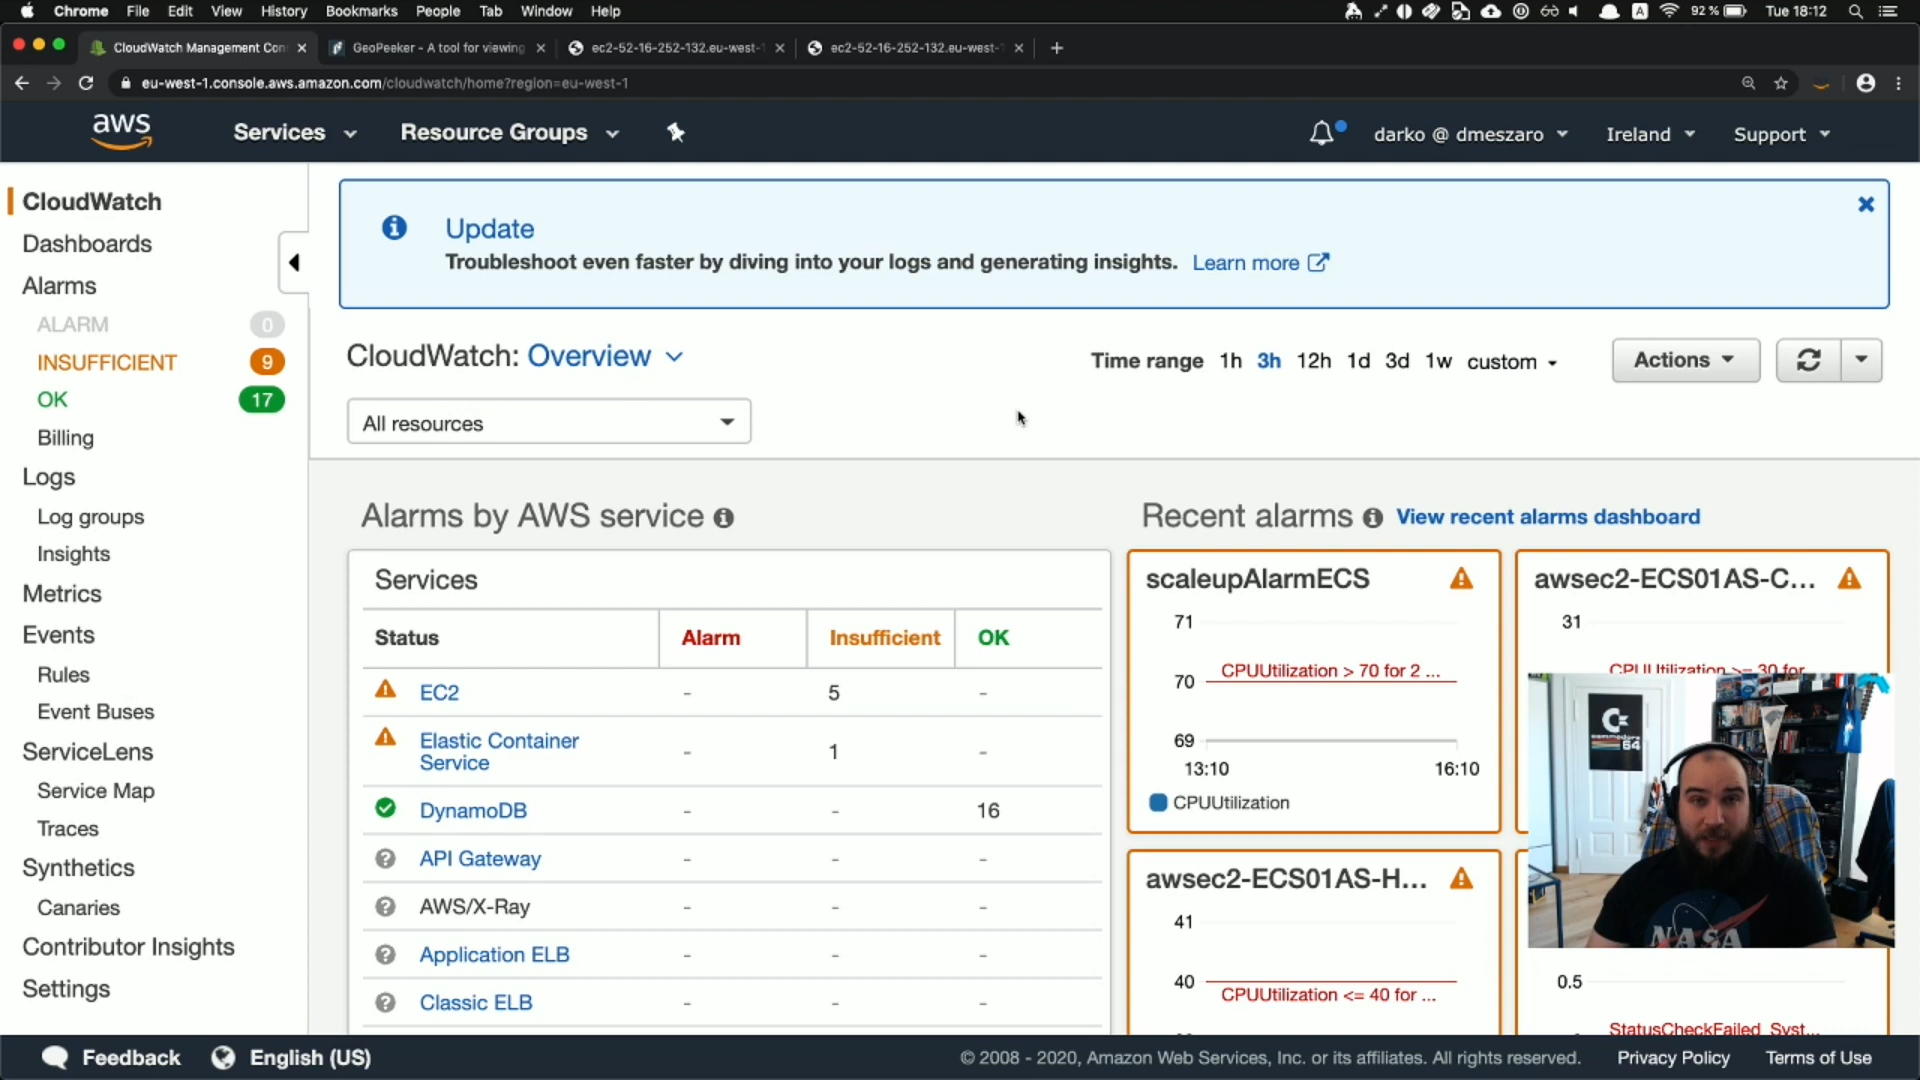 Chrome File Edit View History Bookmarks People Tab Window Help
A 92 % Tue 18:12
CloudWatch Management Con
GeoPeeker - A tool for viewing
ec2-52-16-252-132.eu-west-1
ec2-52-16-252-132.eu-west-1
eu-west-1.console.aws.amazon.com/cloudwatch/home?region=eu-west-1
aws Services Resource Groups darko @ dmeszaro Ireland Support
CloudWatch
Dashboards
Alarms
ALARM 0
INSUFFICIENT 9
OK 17
Billing
Logs
Log groups
Insights
Metrics
Events
Rules
Event Buses
ServiceLens
Service Map
Traces
Synthetics
Canaries
Contributor Insights
Settings
Update
Troubleshoot even faster by diving into your logs and generating insights. Learn more
CloudWatch: Overview
Time range 1h 3h 12h 1d 3d 1w custom
Actions
All resources
Alarms by AWS service
Services
Status Alarm Insufficient OK
EC2 - 5 -
Elastic Container Service - 1 -
DynamoDB - - 16
API Gateway - - -
AWS/X-Ray - - -
Application ELB - - -
Classic ELB - - -
Recent alarms View recent alarms dashboard
scaleupAlarmECS
71
CPUUtilization > 70 for 2 ...
70
69
13:10 16:10
CPUUtilization
awsec2-ECS01AS-C...
31
CPUUtilization >= 30 for
awsec2-ECS01AS-H...
41
40
CPUUtilization <= 40 for ...
0.5
StatusCheckFailed_Syst...
commodore
64
NASA
Feedback English (US)
© 2008 - 2020, Amazon Web Services, Inc. or its affiliates. All rights reserved. Privacy Policy Terms of Use